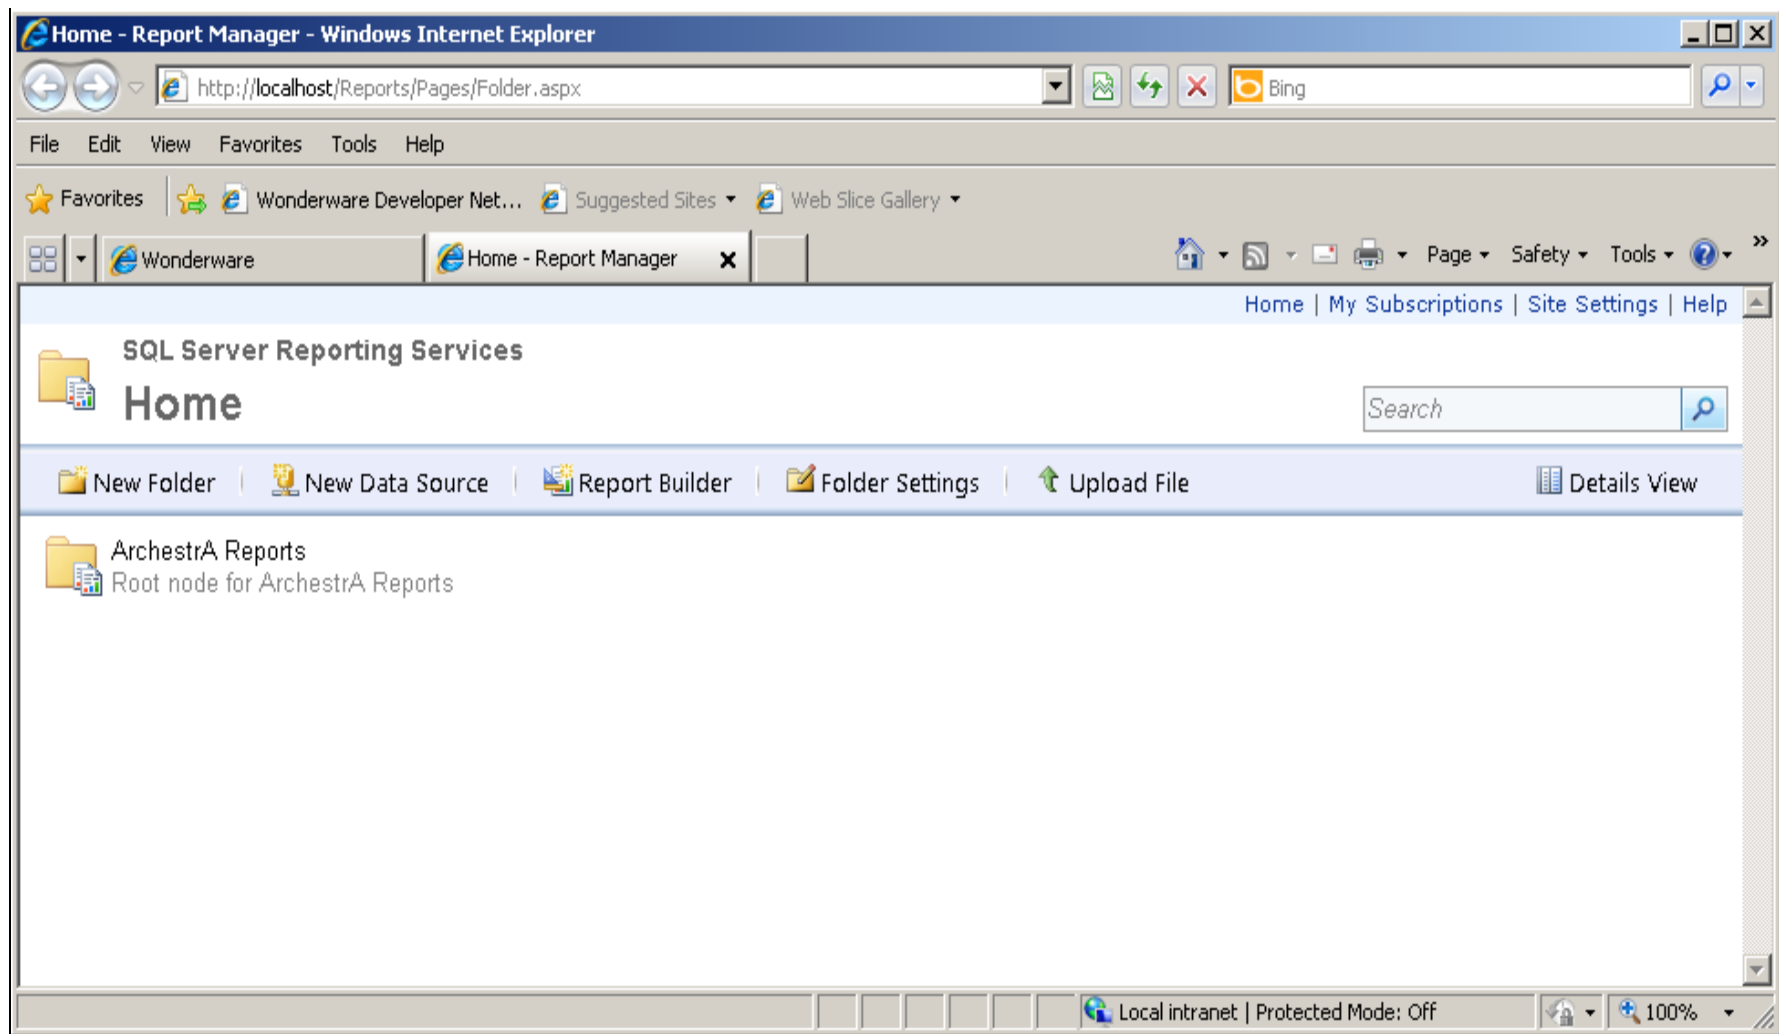 Home - Report Manager - Windows Internet Explorer
http://localhost/Reports/Pages/Folder.aspx Bing
File Edit View Favorites Tools Help
Favorites Wonderware Developer Net... Suggested Sites Web Slice Gallery
Wonderware Home - Report Manager Page Safety Tools »
Home | My Subscriptions | Site Settings | Help
SQL Server Reporting Services
Home
Search
New Folder New Data Source Report Builder Folder Settings Upload File Details View
ArchestrA Reports
Root node for ArchestrA Reports
Local intranet | Protected Mode: Off 100%